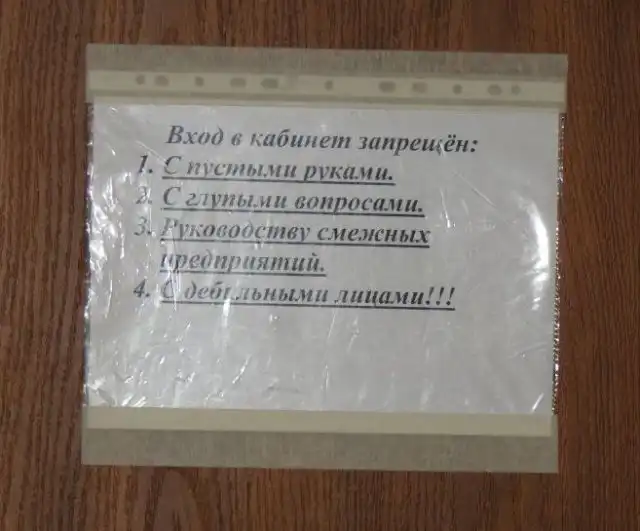 Вход в кабинет запрещён:
1. С пустыми руками.
2. С глупыми вопросами.
3. Руководству смежных
предприятий.
4. С дебильными лицами!!!